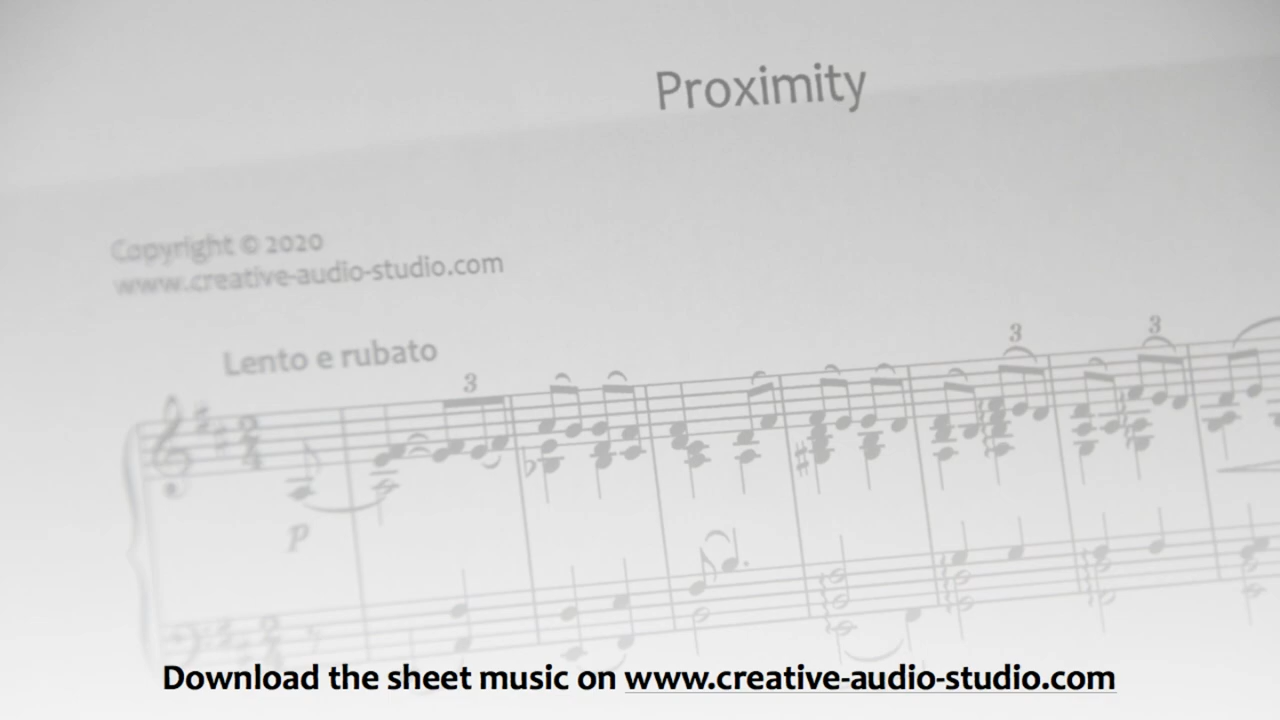 Proximity
Copyright © 2020
www.creative-audio-studio.com
Lento e rubato
3
3
3
p
Download the sheet music on www.creative-audio-studio.com